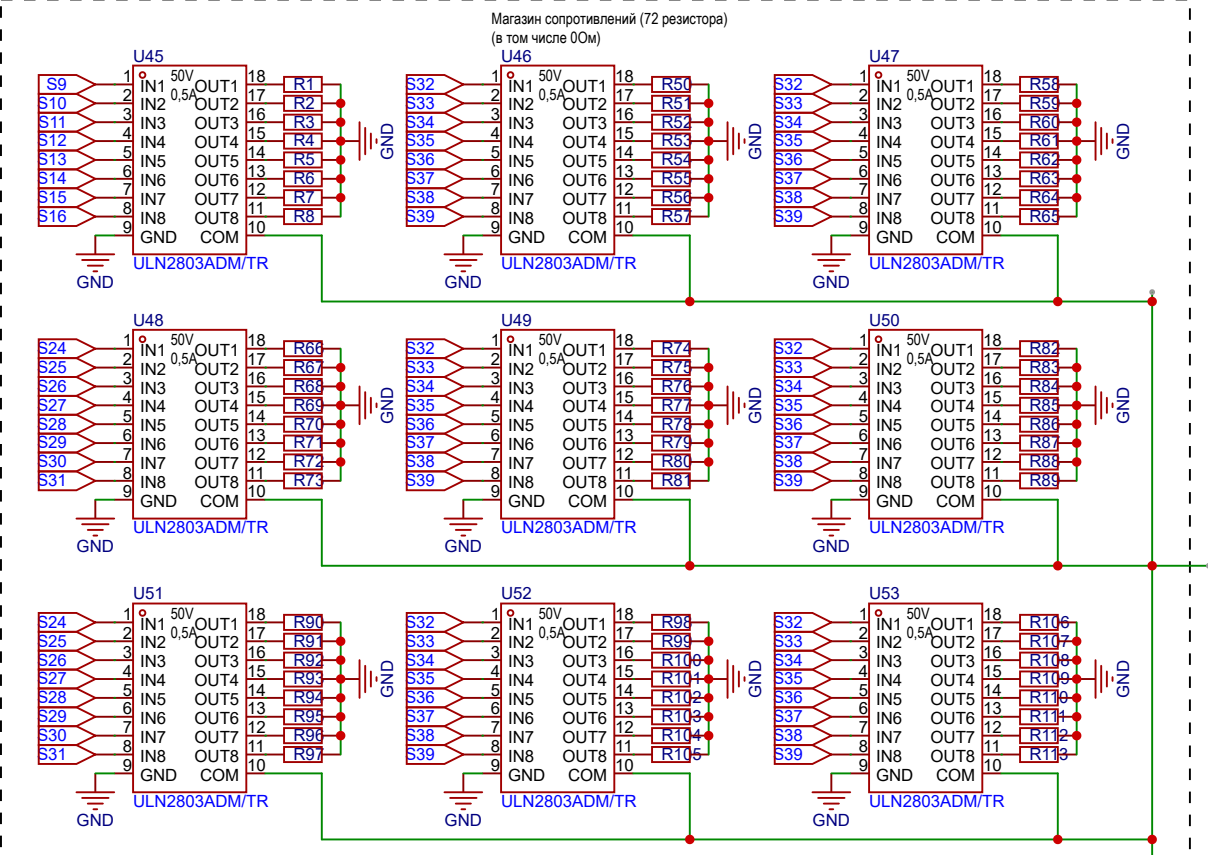 Магазин сопротивлений (72 резистора)
(в том числе 0Ом)
U45
S9 1 IN1 50V OUT1 18 R1
S10 2 IN2 0,5A OUT2 17 R2
S11 3 IN3 OUT3 16 R3
S12 4 IN4 OUT4 15 R4 GND
S13 5 IN5 OUT5 14 R5
S14 6 IN6 OUT6 13 R6
S15 7 IN7 OUT7 12 R7
S16 8 IN8 OUT8 11 R8
9 GND COM 10
GND ULN2803ADM/TR
U46
S32 1 IN1 50V OUT1 18 R50
S33 2 IN2 0,5A OUT2 17 R51
S34 3 IN3 OUT3 16 R52
S35 4 IN4 OUT4 15 R53 GND
S36 5 IN5 OUT5 14 R54
S37 6 IN6 OUT6 13 R55
S38 7 IN7 OUT7 12 R56
S39 8 IN8 OUT8 11 R57
9 GND COM 10
GND ULN2803ADM/TR
U47
S32 1 IN1 50V OUT1 18 R58
S33 2 IN2 0,5A OUT2 17 R59
S34 3 IN3 OUT3 16 R60
S35 4 IN4 OUT4 15 R61 GND
S36 5 IN5 OUT5 14 R62
S37 6 IN6 OUT6 13 R63
S38 7 IN7 OUT7 12 R64
S39 8 IN8 OUT8 11 R65
9 GND COM 10
GND ULN2803ADM/TR
U48
S24 1 IN1 50V OUT1 18 R66
S25 2 IN2 0,5A OUT2 17 R67
S26 3 IN3 OUT3 16 R68
S27 4 IN4 OUT4 15 R69 GND
S28 5 IN5 OUT5 14 R70
S29 6 IN6 OUT6 13 R71
S30 7 IN7 OUT7 12 R72
S31 8 IN8 OUT8 11 R73
9 GND COM 10
GND ULN2803ADM/TR
U49
S32 1 IN1 50V OUT1 18 R74
S33 2 IN2 0,5A OUT2 17 R75
S34 3 IN3 OUT3 16 R76
S35 4 IN4 OUT4 15 R77 GND
S36 5 IN5 OUT5 14 R78
S37 6 IN6 OUT6 13 R79
S38 7 IN7 OUT7 12 R80
S39 8 IN8 OUT8 11 R81
9 GND COM 10
GND ULN2803ADM/TR
U50
S32 1 IN1 50V OUT1 18 R82
S33 2 IN2 0,5A OUT2 17 R83
S34 3 IN3 OUT3 16 R84
S35 4 IN4 OUT4 15 R85 GND
S36 5 IN5 OUT5 14 R86
S37 6 IN6 OUT6 13 R87
S38 7 IN7 OUT7 12 R88
S39 8 IN8 OUT8 11 R89
9 GND COM 10
GND ULN2803ADM/TR
U51
S24 1 IN1 50V OUT1 18 R90
S25 2 IN2 0,5A OUT2 17 R91
S26 3 IN3 OUT3 16 R92
S27 4 IN4 OUT4 15 R93 GND
S28 5 IN5 OUT5 14 R94
S29 6 IN6 OUT6 13 R95
S30 7 IN7 OUT7 12 R96
S31 8 IN8 OUT8 11 R97
9 GND COM 10
GND ULN2803ADM/TR
U52
S32 1 IN1 50V OUT1 18 R98
S33 2 IN2 0,5A OUT2 17 R99
S34 3 IN3 OUT3 16 R100
S35 4 IN4 OUT4 15 R101 GND
S36 5 IN5 OUT5 14 R102
S37 6 IN6 OUT6 13 R103
S38 7 IN7 OUT7 12 R104
S39 8 IN8 OUT8 11 R105
9 GND COM 10
GND ULN2803ADM/TR
U53
S32 1 IN1 50V OUT1 18 R106
S33 2 IN2 0,5A OUT2 17 R107
S34 3 IN3 OUT3 16 R108
S35 4 IN4 OUT4 15 R109 GND
S36 5 IN5 OUT5 14 R110
S37 6 IN6 OUT6 13 R111
S38 7 IN7 OUT7 12 R112
S39 8 IN8 OUT8 11 R113
9 GND COM 10
GND ULN2803ADM/TR